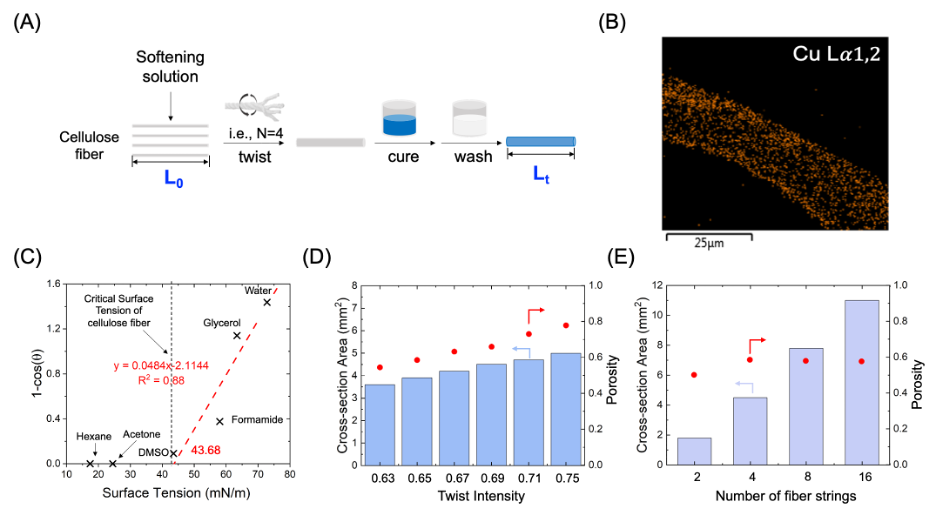 (A)
Softening
solution
Cellulose
fiber
i.e., N=4
twist
cure
wash
L0
Lt
(B)
Cu Lα1,2
25μm
(C)
1.6
1.2
0.8
0.4
0.0
1-cos(θ)
Critical Surface
Tension of
cellulose fiber
Water
Glycerol
y = 0.0484x-2.1144
R² = 0.88
Formamide
Hexane
Acetone
DMSO
43.68
10 20 30 40 50 60 70 80
Surface Tension (mN/m)
(D)
Cross-section Area (mm²)
8
7
6
5
4
3
2
1
0
1.0
0.8
0.6
0.4
0.2
0.0
Porosity
0.63 0.65 0.67 0.69 0.71 0.75
Twist Intensity
(E)
Cross-section Area (mm²)
12
10
8
6
4
2
0
1.0
0.8
0.6
0.4
0.2
0.0
Porosity
2 4 8 16
Number of fiber strings